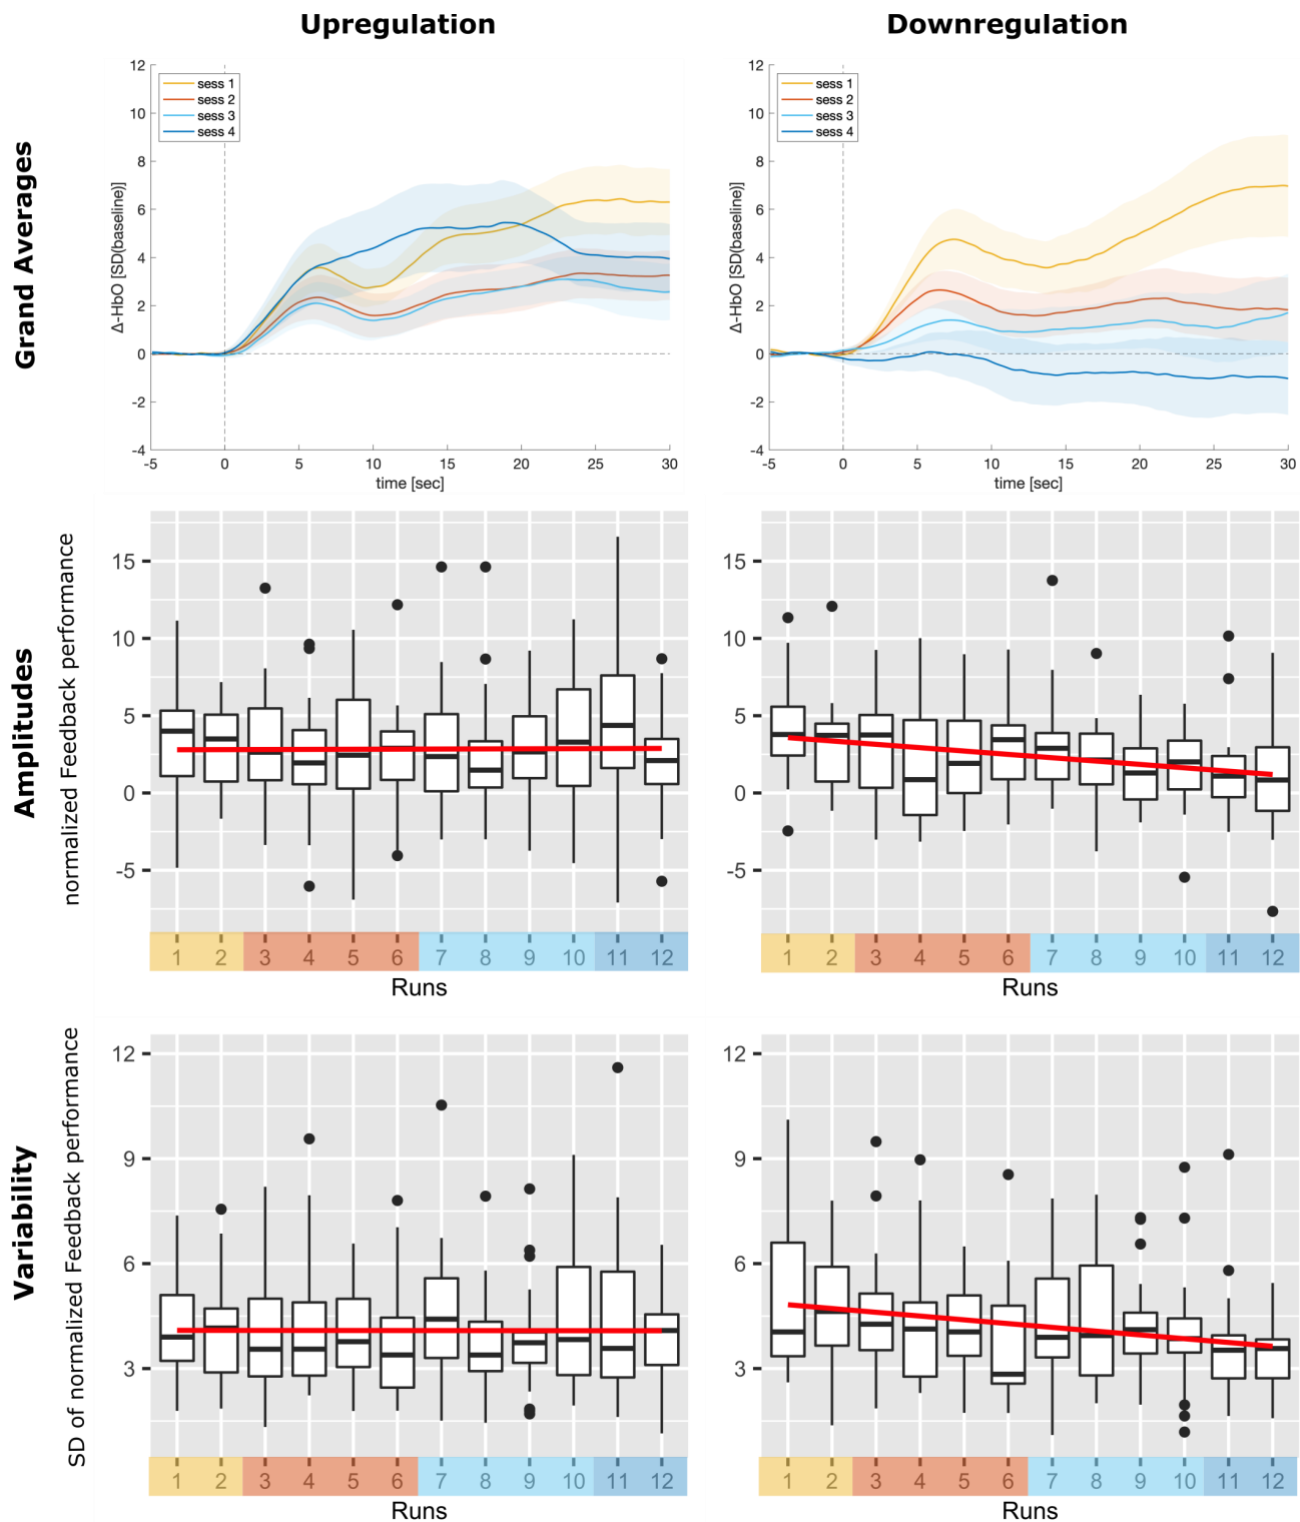 Upregulation
Downregulation
Grand Averages
Δ-HbO [SD(baseline)]
12
10
8
6
4
2
0
-2
-4
sess 1
sess 2
sess 3
sess 4
-5 0 5 10 15 20 25 30
time [sec]
Δ-HbO [SD(baseline)]
12
10
8
6
4
2
0
-2
-4
sess 1
sess 2
sess 3
sess 4
-5 0 5 10 15 20 25 30
time [sec]
Amplitudes
normalized Feedback performance
15
10
5
0
-5
1 2 3 4 5 6 7 8 9 10 11 12
Runs
15
10
5
0
-5
1 2 3 4 5 6 7 8 9 10 11 12
Runs
Variability
SD of normalized Feedback performance
12
9
6
3
1 2 3 4 5 6 7 8 9 10 11 12
Runs
12
9
6
3
1 2 3 4 5 6 7 8 9 10 11 12
Runs